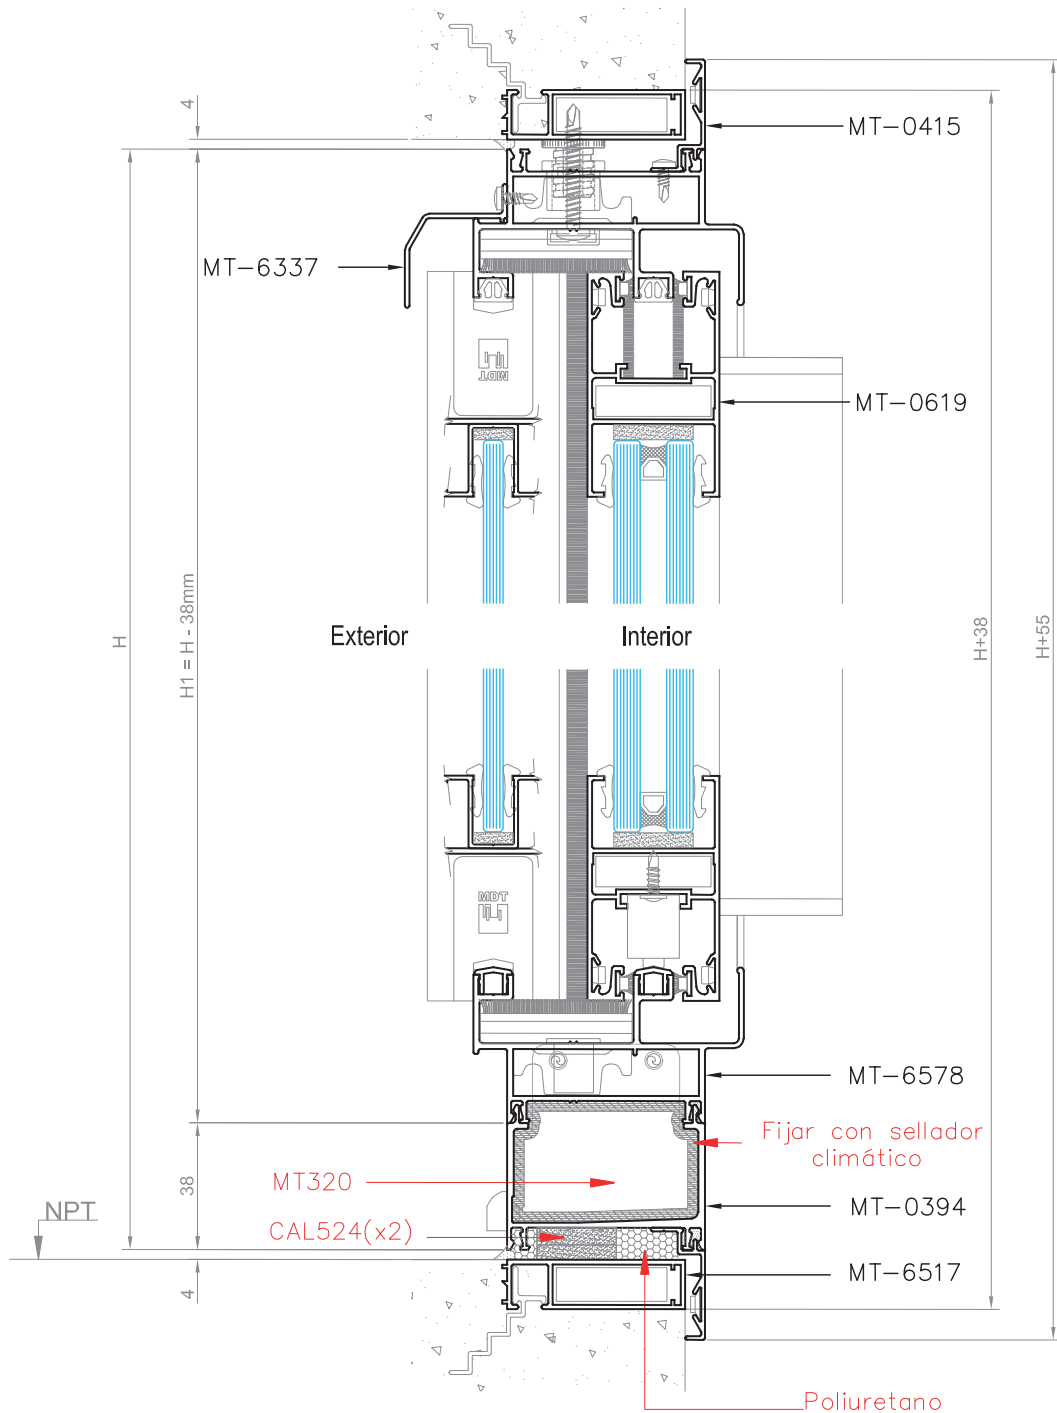 4
MT-0415
MT-6337
MDT
MT-0619
H
H1 = H - 38mm
Exterior
Interior
H+38
H+55
MDT
MT-6578
Fijar con sellador
climático
MT320
38
MT-0394
NPT
CAL524(x2)
MT-6517
4
Poliuretano